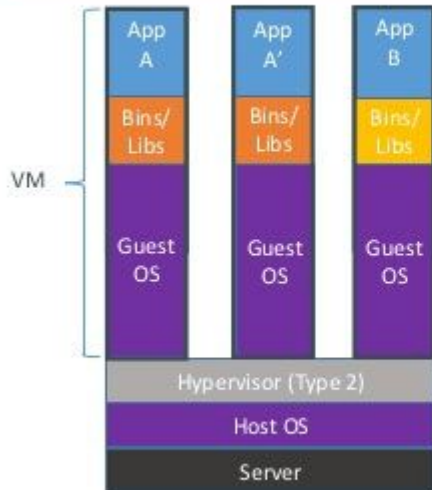 App
A
App
A’
App
B
Bins/
Libs
Bins/
Libs
Bins/
Libs
VM
Guest
OS
Guest
OS
Guest
OS
Hypervisor (Type 2)
Host OS
Server